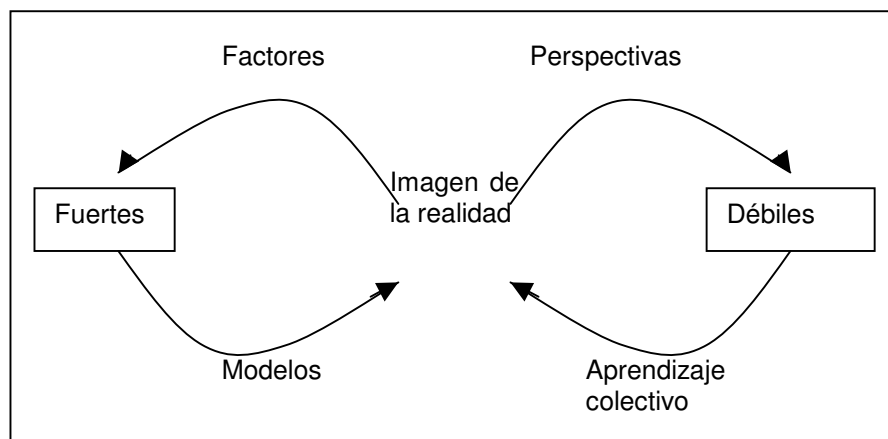 Factores
Perspectivas
Imagen de
la realidad
Fuertes
Débiles
Modelos
Aprendizaje
colectivo